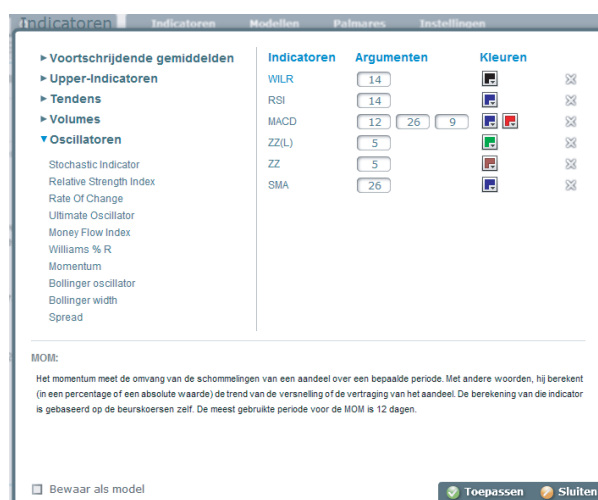 Indicatoren Indicatoren Modellen Palmares Instellingen
Voortschrijdende gemiddelden
Upper-Indicatoren
Tendens
Volumes
Oscillatoren
Stochastic Indicator
Relative Strength Index
Rate Of Change
Ultimate Oscillator
Money Flow Index
Williams % R
Momentum
Bollinger oscillator
Bollinger width
Spread
Indicatoren Argumenten Kleuren
WILR 14
RSI 14
MACD 12 26 9
ZZ(L) 5
ZZ 5
SMA 26
MOM:
Het momentum meet de omvang van de schommelingen van een aandeel over een bepaalde periode. Met andere woorden, hij berekent
(in een percentage of een absolute waarde) de trend van de versnelling of de vertraging van het aandeel. De berekening van die indicator
is gebaseerd op de beurskoersen zelf. De meest gebruikte periode voor de MOM is 12 dagen.
Bewaar als model
Toepassen Sluiten